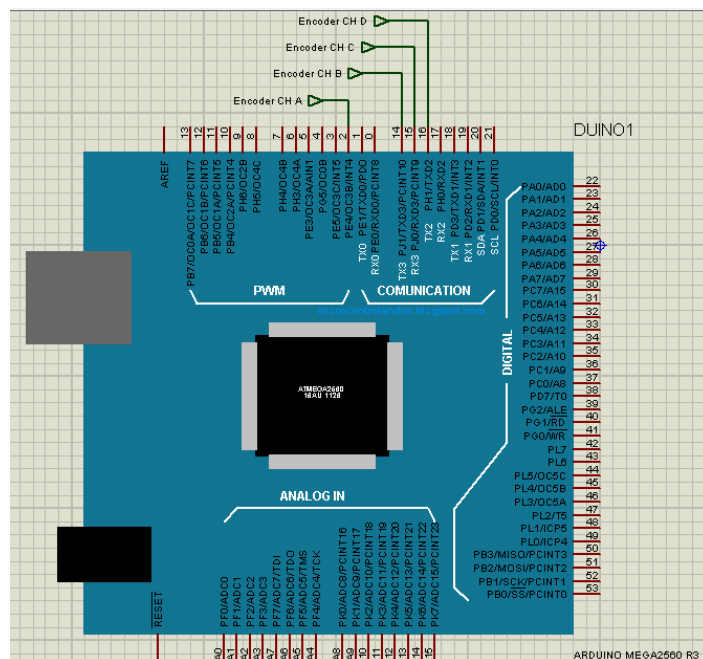 Encoder CH D
Encoder CH C
Encoder CH B
Encoder CH A
DUINO1
AREF
13 PB7/OC0A/OC1C/PCINT7
12 PB6/OC1B/PCINT6
11 PB5/OC1A/PCINT5
10 PB4/OC2A/PCINT4
9 PH6/OC2B
8 PH5/OC4C
7 PH4/OC4B
6 PH3/OC4A
5 PE3/OC3A/AIN1
4 PG5/OC0B
3 PE5/OC3C/INT5
2 PE4/OC3B/INT4
1 PE1/TXD0/PDO TX0
0 PE0/RXD0/PCINT8 RX0
14 PJ1/TXD3/PCINT10 TX3
15 PJ0/RXD3/PCINT9 RX3
16 PH1/TXD2 TX2
17 PH0/RXD2 RX2
18 PD3/TXD1/INT3 TX1
19 PD2/RXD1/INT2 RX1
20 PD1/SDA/INT1 SDA
21 PD0/SCL/INT0 SCL
PWM
COMUNICATION
microcontrolandos.blogspot.com
DIGITAL
PA0/AD0 22
PA1/AD1 23
PA2/AD2 24
PA3/AD3 25
PA4/AD4 26
PA5/AD5 27
PA6/AD6 28
PA7/AD7 29
PC7/A15 30
PC6/A14 31
PC5/A13 32
PC4/A12 33
PC3/A11 34
PC2/A10 35
PC1/A9 36
PC0/A8 37
PD7/T0 38
PG2/ALE 39
PG1/RD 40
PG0/WR 41
PL7 42
PL6 43
PL5/OC5C 44
PL4/OC5B 45
PL3/OC5A 46
PL2/T5 47
PL1/ICP5 48
PL0/ICP4 49
PB3/MISO/PCINT3 50
PB2/MOSI/PCINT2 51
PB1/SCK/PCINT1 52
PB0/SS/PCINT0 53
ATMEGA2560
16AU 1126
ANALOG IN
RESET
PF0/ADC0 A0
PF1/ADC1 A1
PF2/ADC2 A2
PF3/ADC3 A3
PF4/ADC4/TCK
PF5/ADC5/TMS
PF6/ADC6/TDO
PF7/ADC7/TDI
PK0/ADC8/PCINT16 A8
PK1/ADC9/PCINT17 A9
PK2/ADC10/PCINT18
PK3/ADC11/PCINT19
PK4/ADC12/PCINT20
PK5/ADC13/PCINT21
PK6/ADC14/PCINT22
PK7/ADC15/PCINT23
ARDUINO MEGA2560 R3